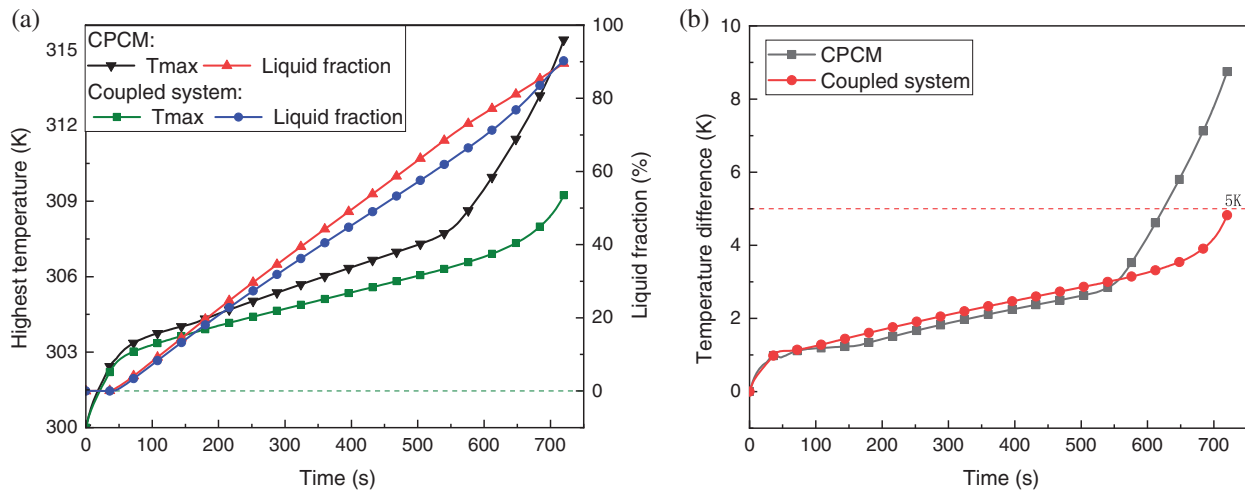 (a)
CPCM:
Tmax Liquid fraction
Coupled system:
Tmax Liquid fraction
315
312
309
306
303
300
Highest temperature (K)
100
80
60
40
20
0
Liquid fraction (%)
0 100 200 300 400 500 600 700
Time (s)
(b)
CPCM
Coupled system
5K
10
8
6
4
2
0
Temperature difference (K)
0 100 200 300 400 500 600 700
Time (s)